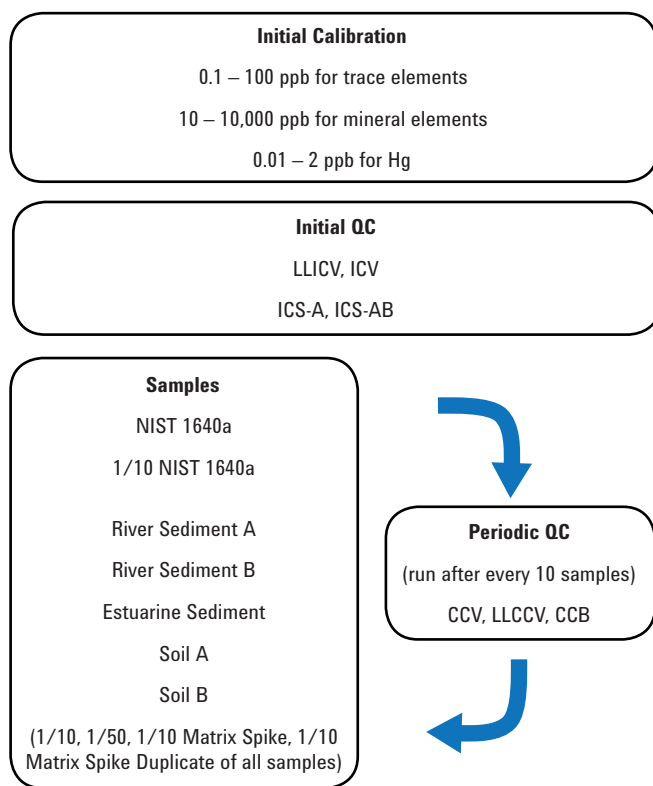 Initial Calibration
0.1 – 100 ppb for trace elements
10 – 10,000 ppb for mineral elements
0.01 – 2 ppb for Hg
Initial QC
LLICV, ICV
ICS-A, ICS-AB
Samples
NIST 1640a
1/10 NIST 1640a
River Sediment A
River Sediment B
Estuarine Sediment
Soil A
Soil B
(1/10, 1/50, 1/10 Matrix Spike, 1/10
Matrix Spike Duplicate of all samples)
Periodic QC
(run after every 10 samples)
CCV, LLCCV, CCB